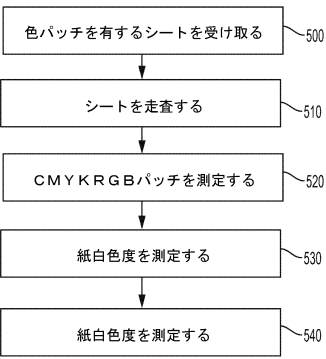 色パッチを有するシートを受け取る
500
シートを走査する
510
CMYKRGBパッチを測定する
520
紙白色度を測定する
530
紙白色度を測定する
540